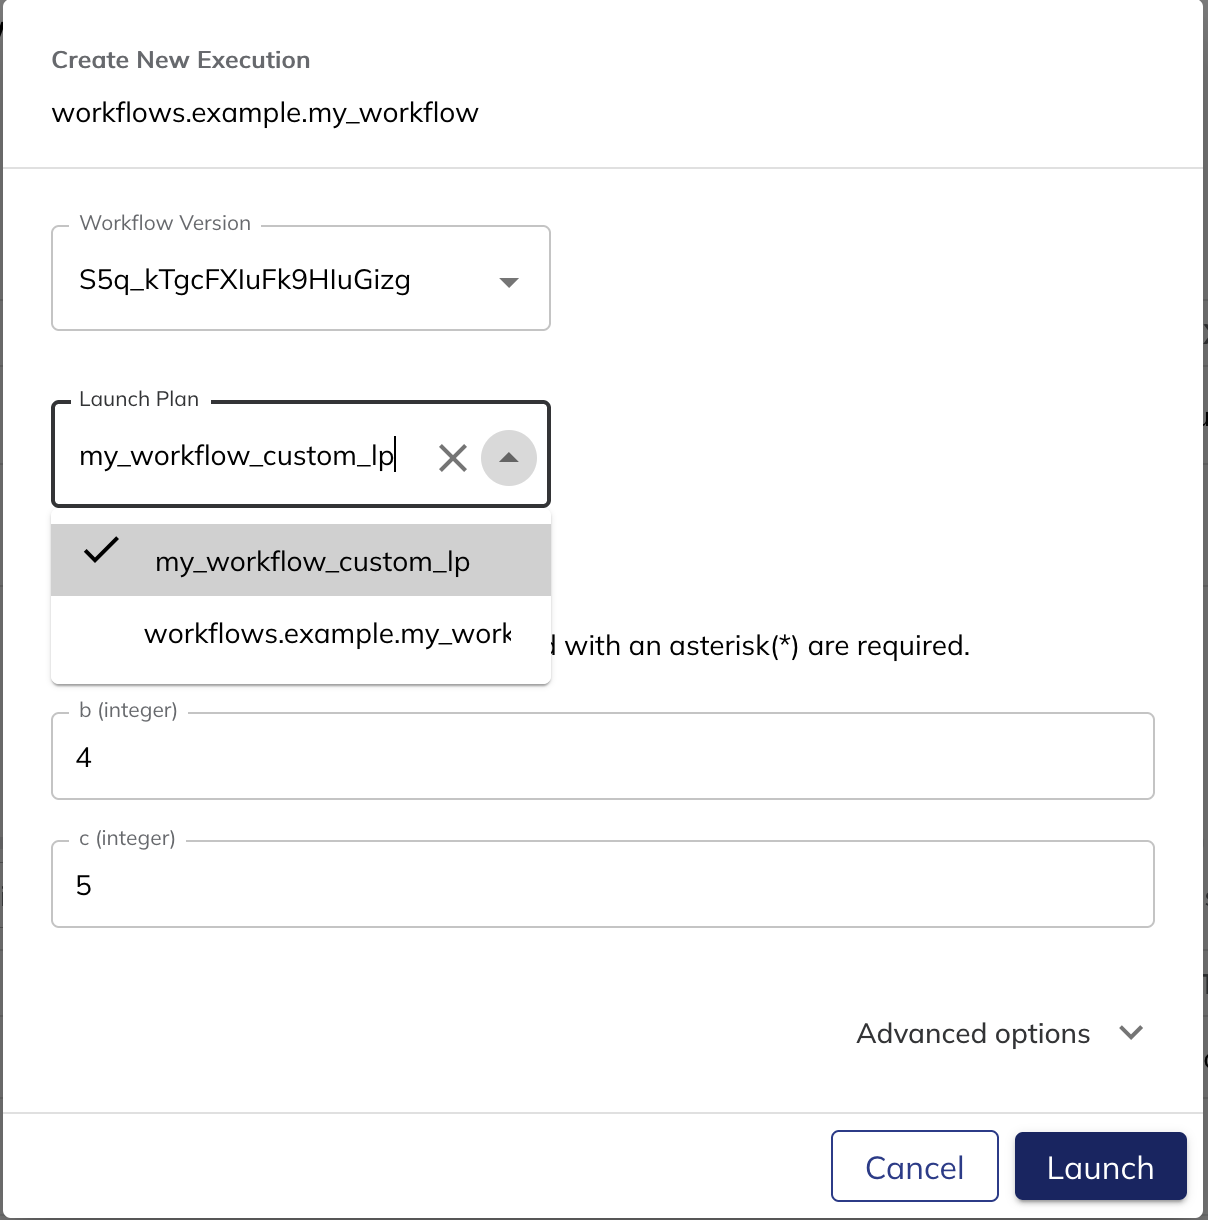 Create New Execution
workflows.example.my_workflow
Workflow Version
S5q_kTgcFXIuFk9HIuGizg
Launch Plan
my_workflow_custom_lp
my_workflow_custom_lp
workflows.example.my_work
with an asterisk(*) are required.
b (integer)
4
c (integer)
5
Advanced options
Cancel
Launch